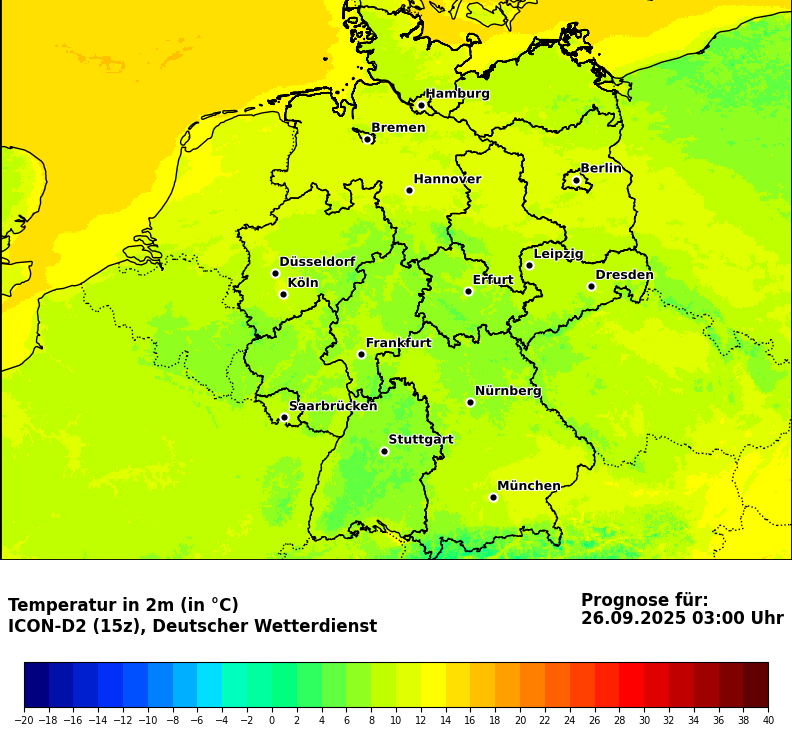 Hamburg
Bremen
Berlin
Hannover
Leipzig
Düsseldorf
Dresden
Köln
Erfurt
Frankfurt
Nürnberg
Saarbrücken
Stuttgart
München
Temperatur in 2m (in °C)
ICON-D2 (15z), Deutscher Wetterdienst
Prognose für:
26.09.2025 03:00 Uhr
−20 −18 −16 −14 −12 −10 −8 −6 −4 −2 0 2 4 6 8 10 12 14 16 18 20 22 24 26 28 30 32 34 36 38 40